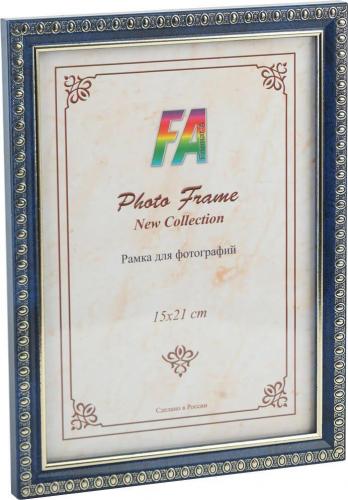 FA
Photo Frame
New Collection
Рамка для фотографий
15x21 cm
Сделано в России